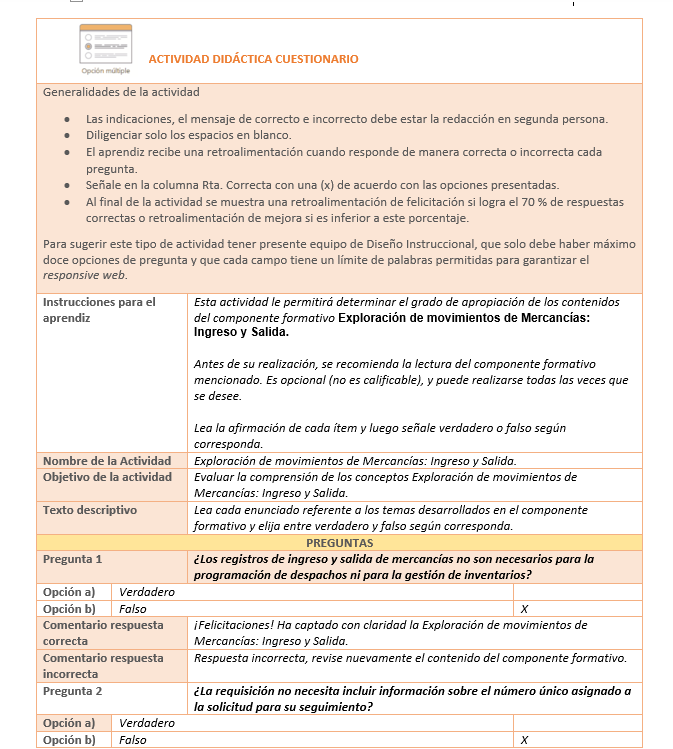 Opción múltiple
ACTIVIDAD DIDÁCTICA CUESTIONARIO
Generalidades de la actividad
• Las indicaciones, el mensaje de correcto e incorrecto debe estar la redacción en segunda persona.
• Diligenciar solo los espacios en blanco.
• El aprendiz recibe una retroalimentación cuando responde de manera correcta o incorrecta cada
pregunta.
• Señale en la columna Rta. Correcta con una (x) de acuerdo con las opciones presentadas.
• Al final de la actividad se muestra una retroalimentación de felicitación si logra el 70 % de respuestas
correctas o retroalimentación de mejora si es inferior a este porcentaje.
Para sugerir este tipo de actividad tener presente equipo de Diseño Instruccional, que solo debe haber máximo
doce opciones de pregunta y que cada campo tiene un límite de palabras permitidas para garantizar el
responsive web.
Instrucciones para el
aprendiz
Esta actividad le permitirá determinar el grado de apropiación de los contenidos
del componente formativo Exploración de movimientos de Mercancías:
Ingreso y Salida.
Antes de su realización, se recomienda la lectura del componente formativo
mencionado. Es opcional (no es calificable), y puede realizarse todas las veces que
se desee.
Lea la afirmación de cada ítem y luego señale verdadero o falso según
corresponda.
Nombre de la Actividad
Exploración de movimientos de Mercancías: Ingreso y Salida.
Objetivo de la actividad
Evaluar la comprensión de los conceptos Exploración de movimientos de
Mercancías: Ingreso y Salida.
Texto descriptivo
Lea cada enunciado referente a los temas desarrollados en el componente
formativo y elija entre verdadero y falso según corresponda.
PREGUNTAS
Pregunta 1
¿Los registros de ingreso y salida de mercancías no son necesarios para la
programación de despachos ni para la gestión de inventarios?
Opción a) Verdadero
Opción b) Falso X
Comentario respuesta
correcta
¡Felicitaciones! Ha captado con claridad la Exploración de movimientos de
Mercancías: Ingreso y Salida.
Comentario respuesta
incorrecta
Respuesta incorrecta, revise nuevamente el contenido del componente formativo.
Pregunta 2
¿La requisición no necesita incluir información sobre el número único asignado a
la solicitud para su seguimiento?
Opción a) Verdadero
Opción b) Falso X